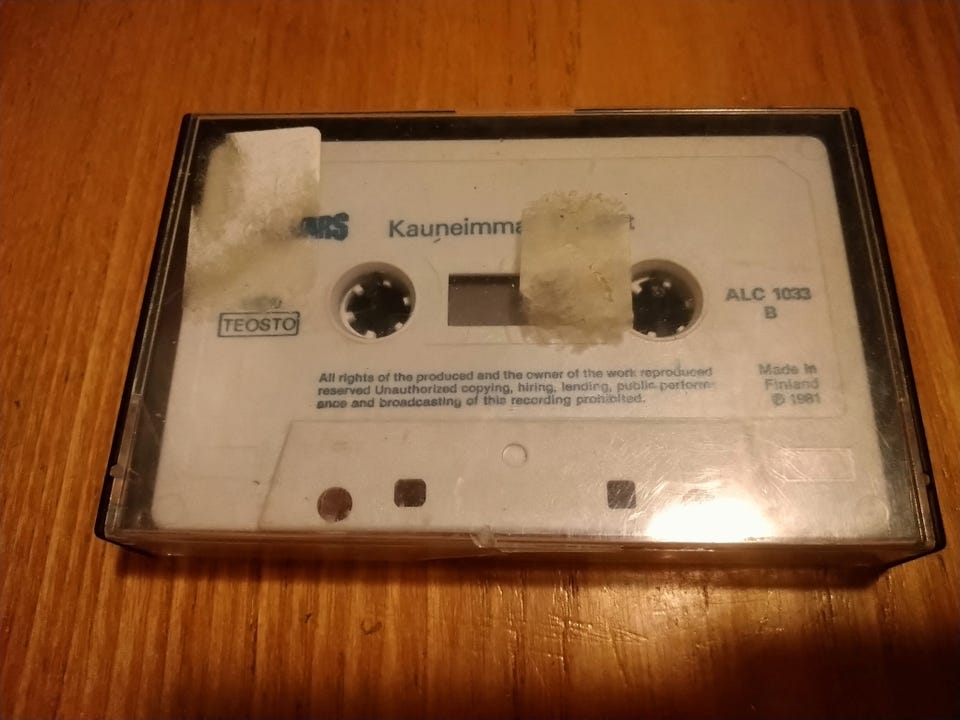 ARS
Kauneimma t
ALC 1033
B
TEOSTO
All rights of the produced and the owner of the work reproduced
reserved Unauthorized copying, hiring, lending, public perform-
ance and broadcasting of this recording prohibited.
Made in
Finland
℗ 1981